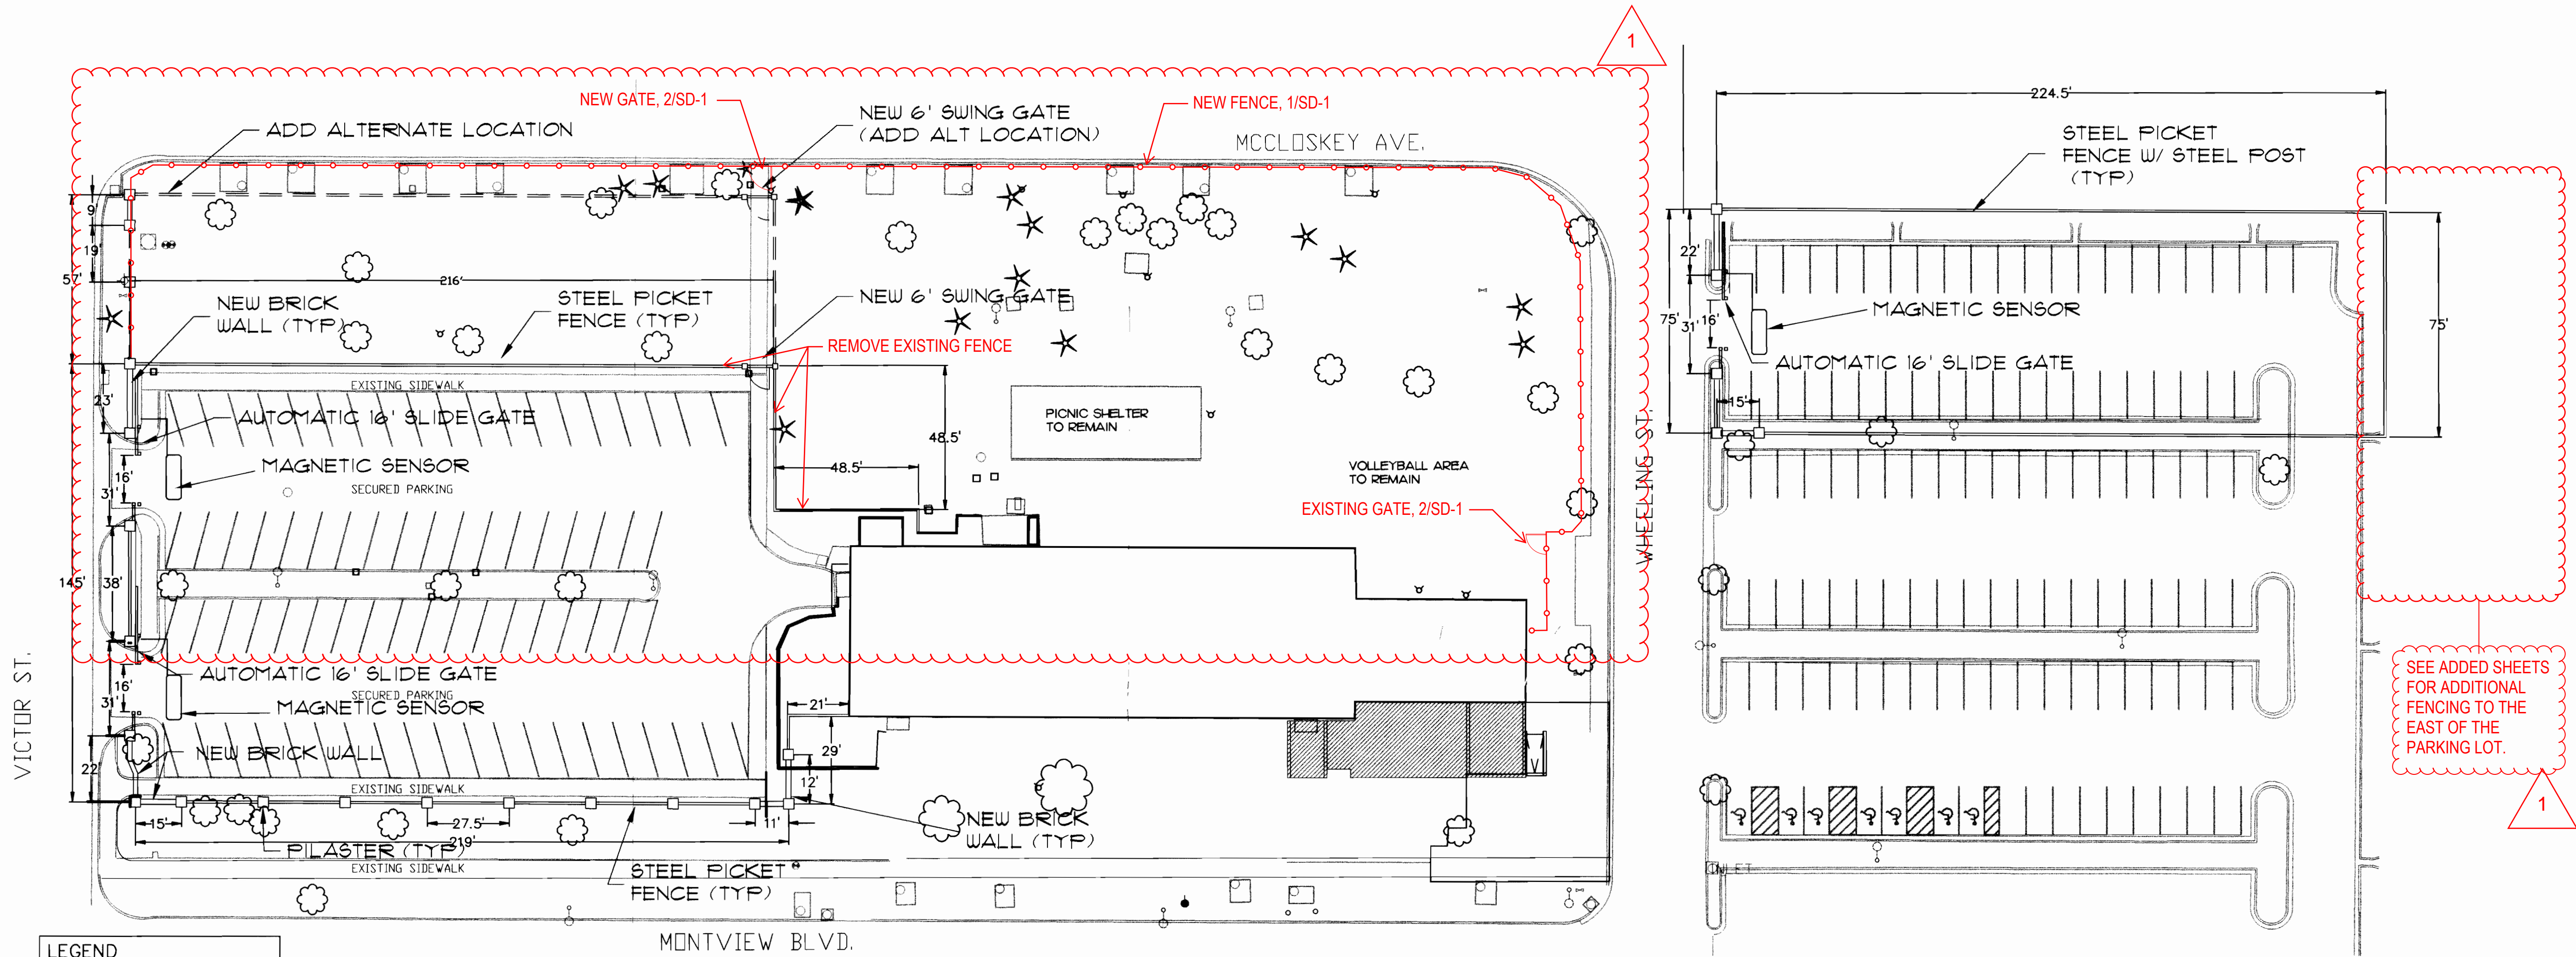 1
NEW GATE, 2/SD-1
NEW 6' SWING GATE
(ADD ALT LOCATION)
NEW FENCE, 1/SD-1
ADD ALTERNATE LOCATION
MCCLOSKEY AVE.
224.5'
STEEL PICKET
FENCE W/ STEEL POST
(TYP)
9'
19'
57'
216'
NEW BRICK
WALL (TYP)
STEEL PICKET
FENCE (TYP)
NEW 6' SWING GATE
REMOVE EXISTING FENCE
22'
75'
31'
16'
MAGNETIC SENSOR
75'
AUTOMATIC 16' SLIDE GATE
15'
EXISTING SIDEWALK
23'
AUTOMATIC 16' SLIDE GATE
48.5'
48.5'
PICNIC SHELTER
TO REMAIN
MAGNETIC SENSOR
SECURED PARKING
16'
31'
VOLLEYBALL AREA
TO REMAIN
EXISTING GATE, 2/SD-1
WHEELING ST.
145'
38'
VICTOR ST.
AUTOMATIC 16' SLIDE GATE
SECURED PARKING
MAGNETIC SENSOR
16'
31'
21'
29'
12'
NEW BRICK WALL
22'
EXISTING SIDEWALK
15'
27.5'
11'
219'
PILASTER (TYP)
EXISTING SIDEWALK
STEEL PICKET
FENCE (TYP)
NEW BRICK
WALL (TYP)
SEE ADDED SHEETS
FOR ADDITIONAL
FENCING TO THE
EAST OF THE
PARKING LOT.
1
INLET
MONTVIEW BLVD.
LEGEND